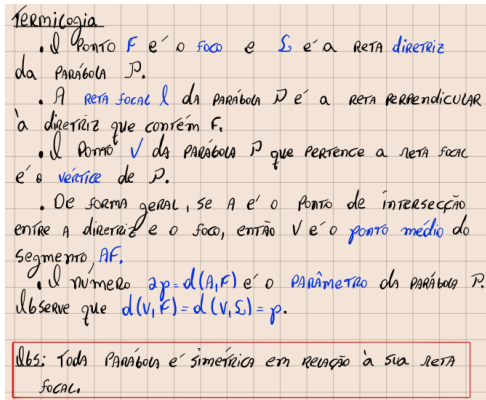 Termilogia
. O Ponto F é o foco e L é a reta diretriz
da parábola P.
. A reta focal l da parábola P é a reta perpendicular
à diretriz que contém F.
. O ponto V da parábola P que pertence a reta focal
é o vértice de P.
. De forma geral, se A é o ponto de intersecção
entre a diretriz e o foco, então V é o ponto médio do
segmento, AF.
. O número 2p = d(A,F) é o parâmetro da parábola P.
Observe que d(V,F) = d(V,L) = p.
Obs: Toda parábola é simétrica em relação à sua reta
focal.